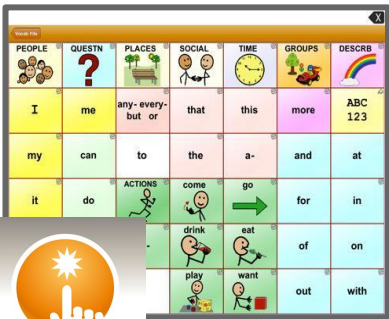 Vocab File
PEOPLE QUESTN PLACES SOCIAL TIME GROUPS DESCRB
I me any- every- that this more ABC
but or 123
my can to the a- and at
it do ACTIONS come go for in
drink eat of on
play want out with